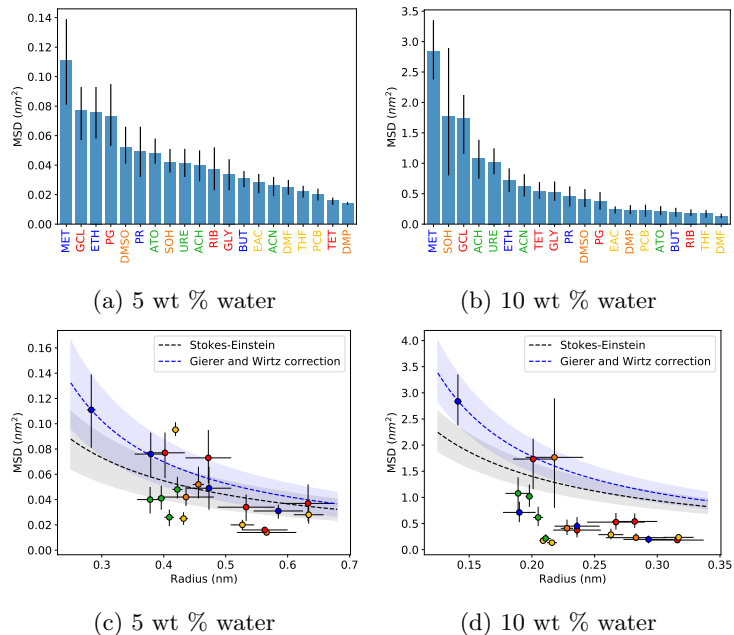 0.14
0.12
0.10
0.08
0.06
0.04
0.02
0.00
MSD (nm²)
MET GCL ETH PG DMSO PR ATO SOH URE ACH RIB GLY BUT EAC ACN DMF THF PCB TET DMP
(a) 5 wt % water
3.5
3.0
2.5
2.0
1.5
1.0
0.5
0.0
MSD (nm²)
MET SOH GCL ACH URE ETH ACN TET GLY PR DMSO PG EAC DMP PCB ATO BUT RIB THF DMF
(b) 10 wt % water
0.16
0.14
0.12
0.10
0.08
0.06
0.04
0.02
0.00
MSD (nm²)
Stokes-Einstein
Gierer and Wirtz correction
0.3 0.4 0.5 0.6 0.7
Radius (nm)
(c) 5 wt % water
4.0
3.0
2.0
1.5
1.0
0.5
0.0
MSD (nm²)
Stokes-Einstein
Gierer and Wirtz correction
0.15 0.20 0.25 0.30 0.35
Radius (nm)
(d) 10 wt % water